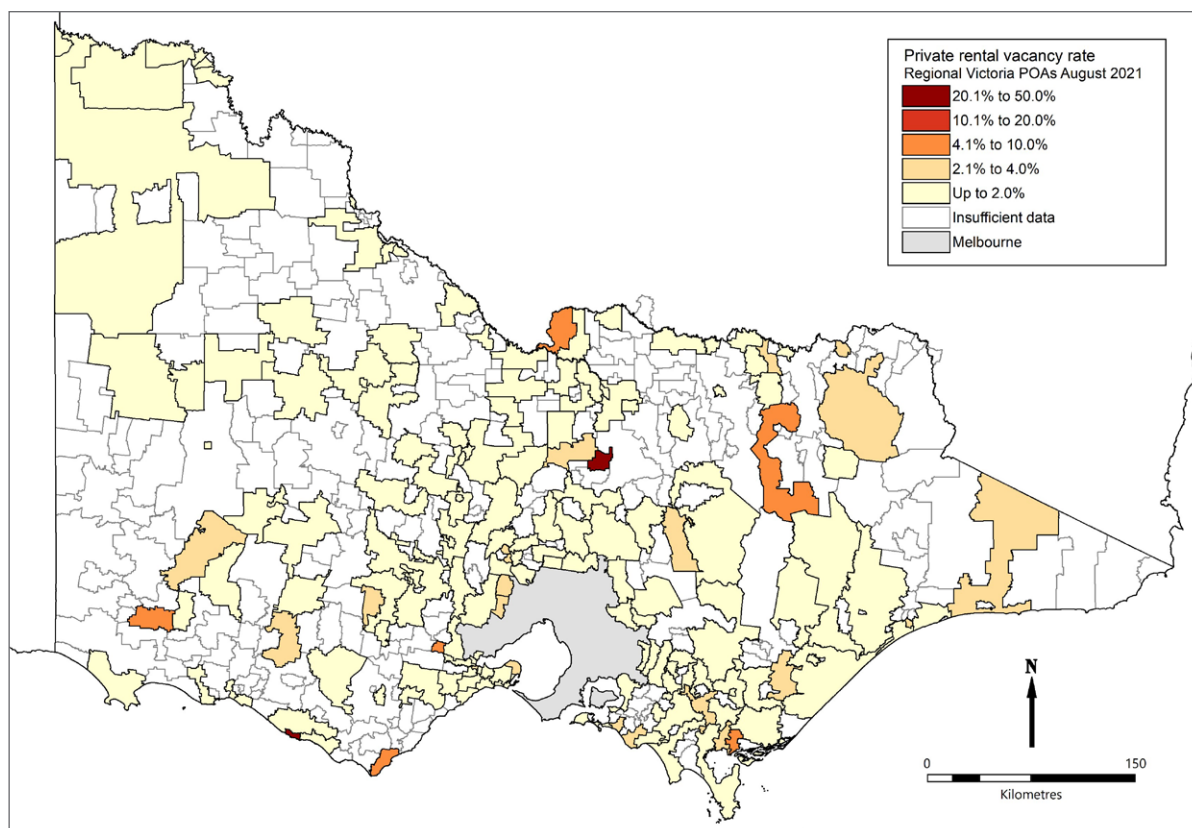 Private rental vacancy rate
Regional Victoria POAs August 2021
20.1% to 50.0%
10.1% to 20.0%
4.1% to 10.0%
2.1% to 4.0%
Up to 2.0%
Insufficient data
Melbourne
N
0 150
Kilometres